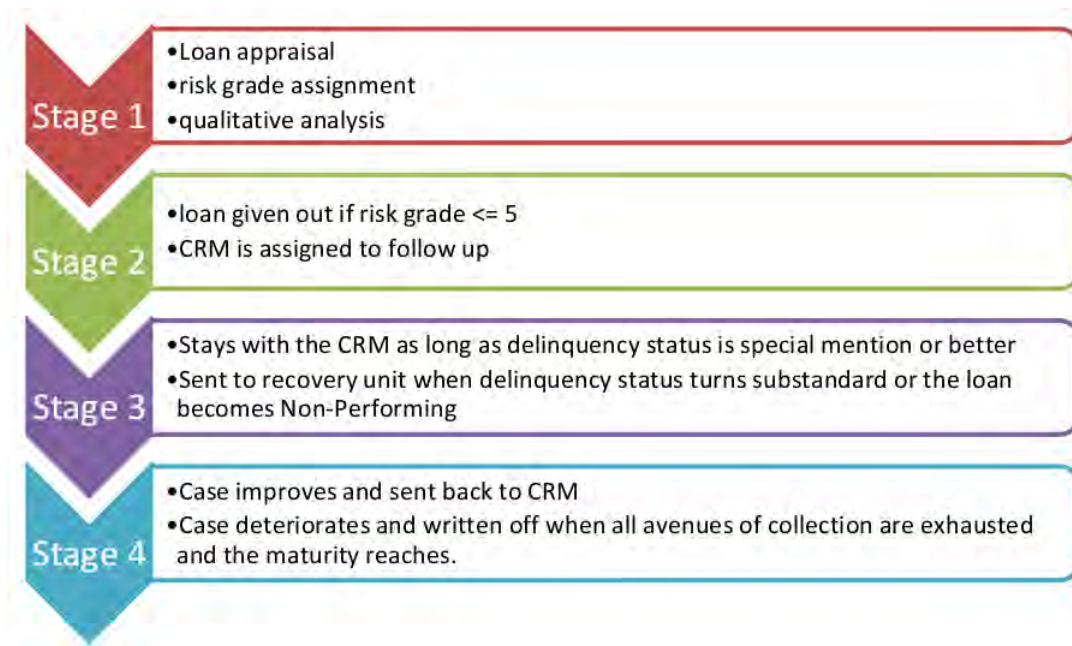 Stage 1
•Loan appraisal
•risk grade assignment
•qualitative analysis
Stage 2
•loan given out if risk grade <= 5
•CRM is assigned to follow up
Stage 3
•Stays with the CRM as long as delinquency status is special mention or better
•Sent to recovery unit when delinquency status turns substandard or the loan
becomes Non-Performing
Stage 4
•Case improves and sent back to CRM
•Case deteriorates and written off when all avenues of collection are exhausted
and the maturity reaches.